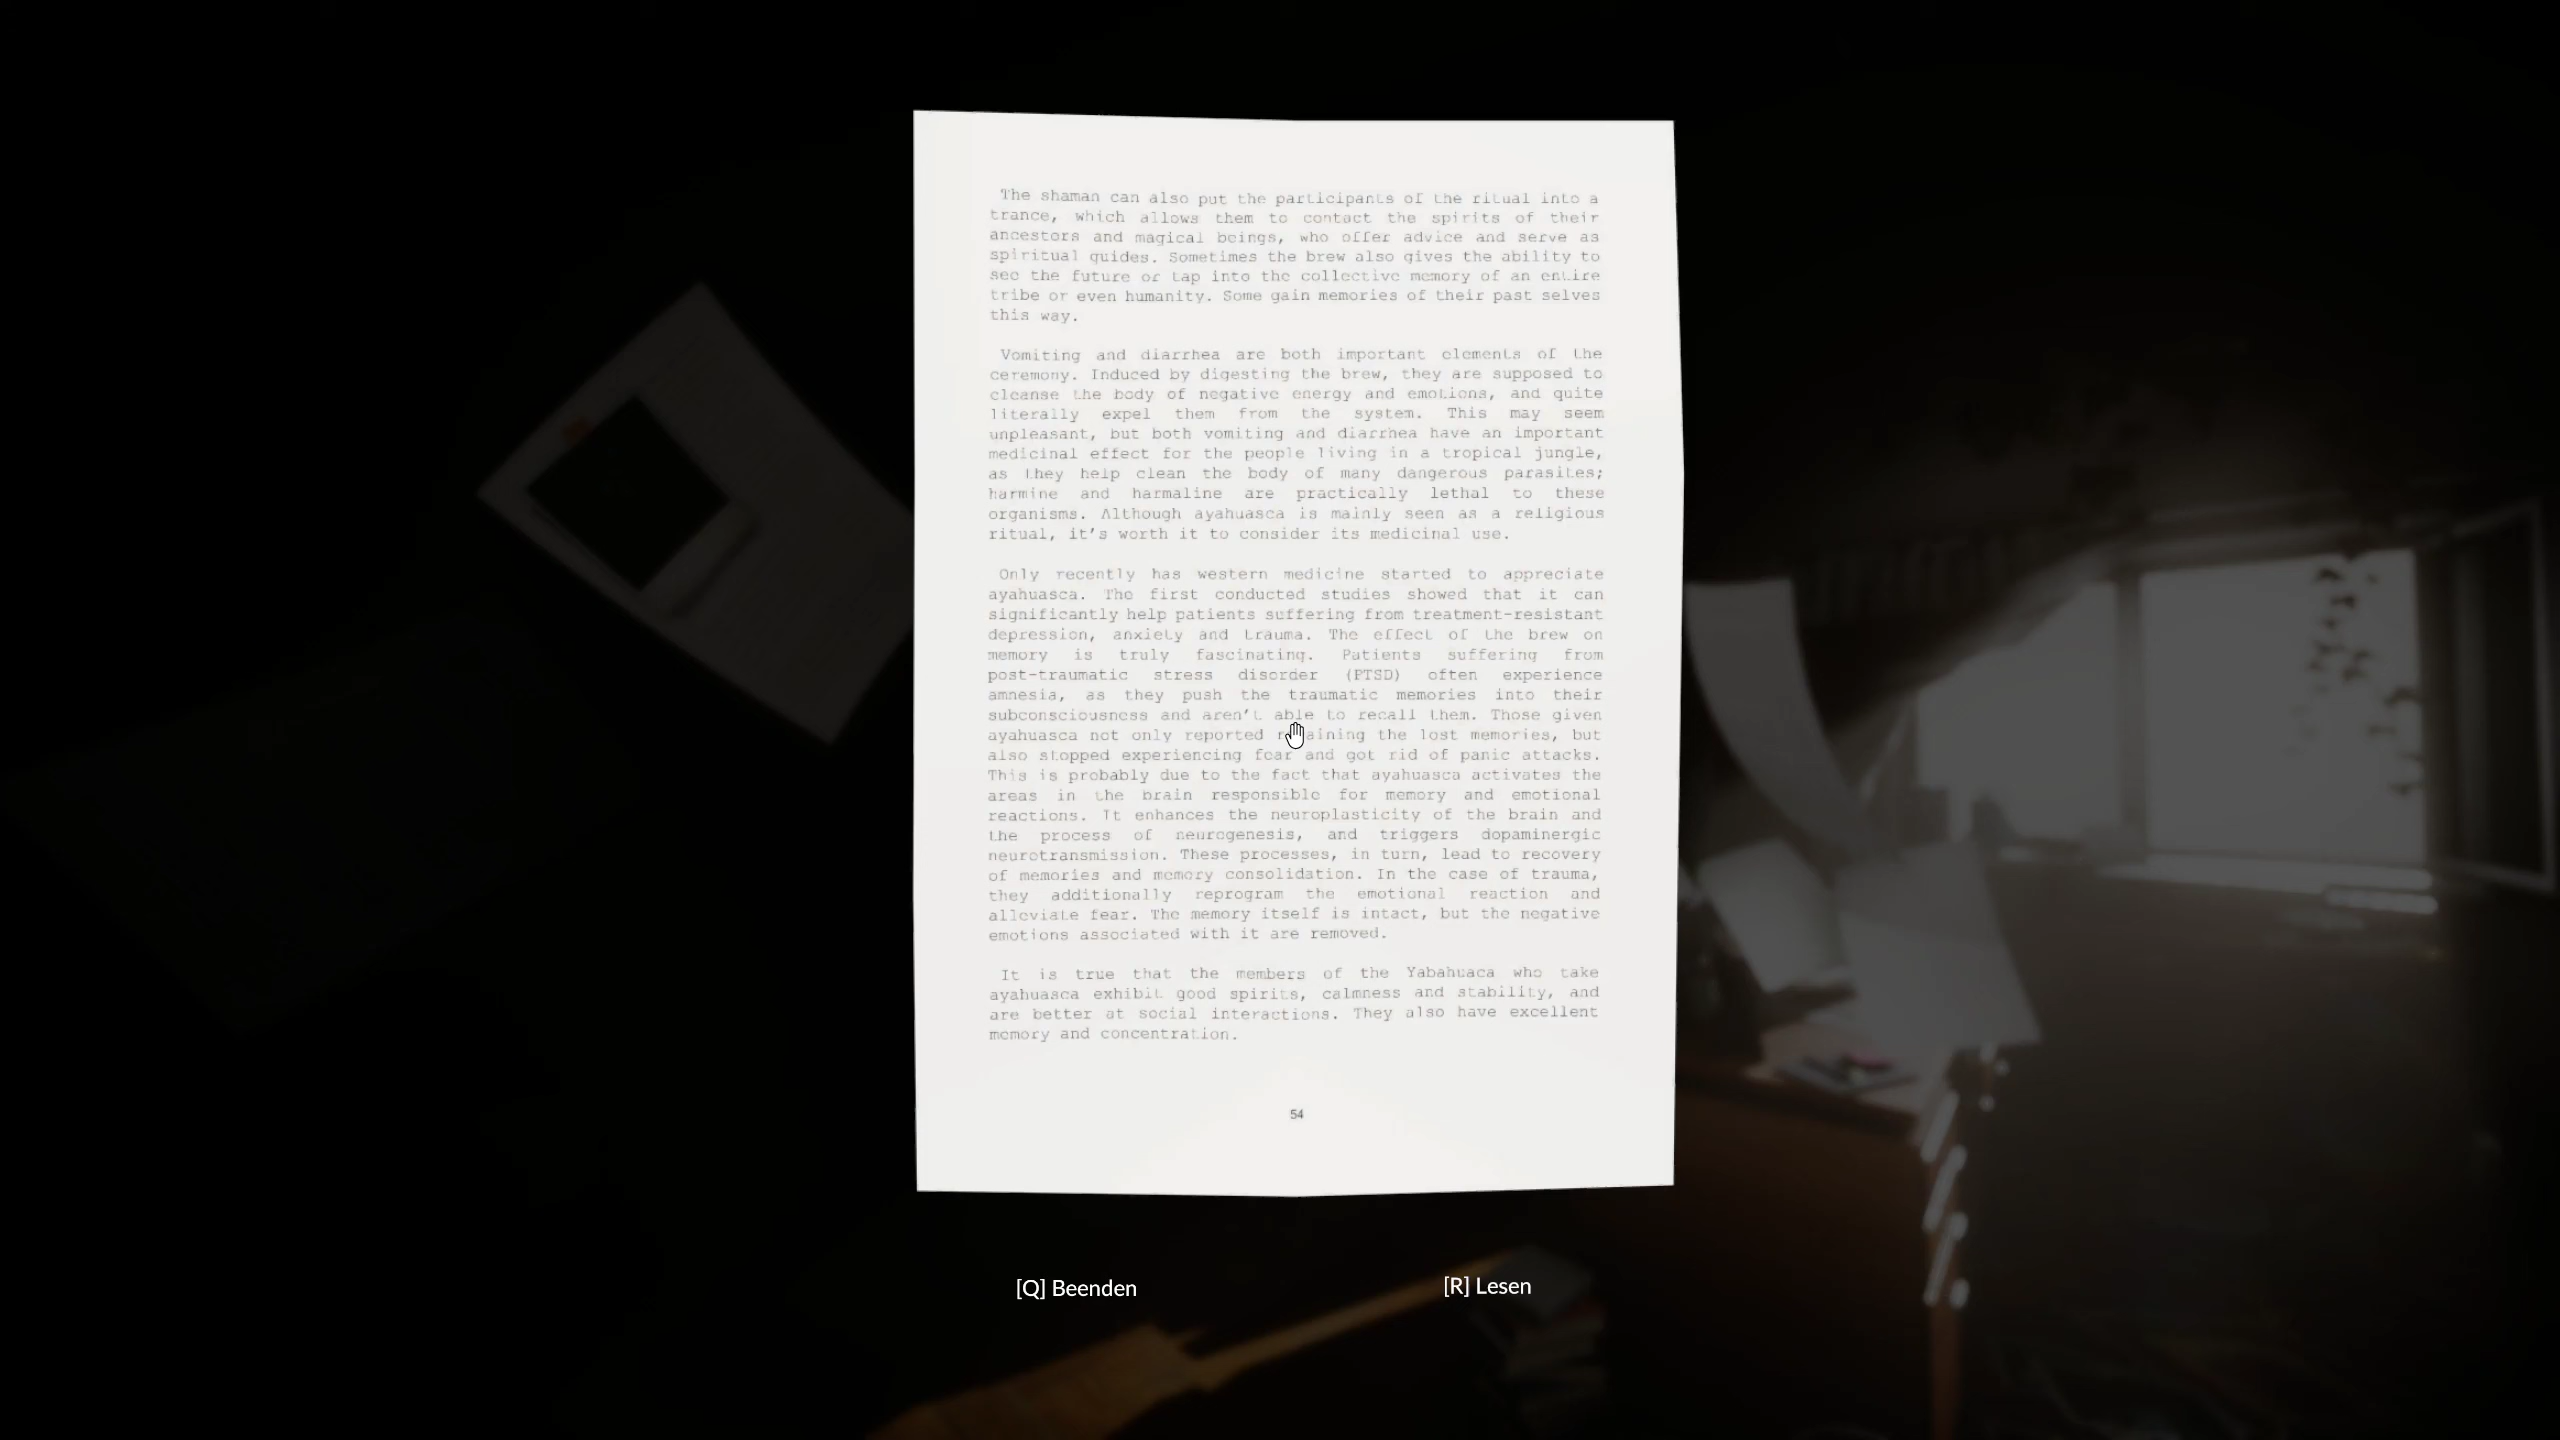 The shaman can also put the participants of the ritual into a
trance, which allows them to contact the spirits of their
ancestors and magical beings, who offer advice and serve as
spiritual guides. Sometimes the brew also gives the ability to
see the future or tap into the collective memory of an entire
tribe or even humanity. Some gain memories of their past selves
this way.
Vomiting and diarrhea are both important elements of the
ceremony. Induced by digesting the brew, they are supposed to
cleanse the body of negative energy and emotions, and quite
literally expel them from the system. This may seem
unpleasant, but both vomiting and diarrhea have an important
medicinal effect for the people living in a tropical jungle,
as they help clean the body of many dangerous parasites;
harmine and harmaline are practically lethal to these
organisms. Although ayahuasca is mainly seen as a religious
ritual, it's worth it to consider its medicinal use.
Only recently has western medicine started to appreciate
ayahuasca. The first conducted studies showed that it can
significantly help patients suffering from treatment-resistant
depression, anxiety and trauma. The effect of the brew on
memory is truly fascinating. Patients suffering from
post-traumatic stress disorder (PTSD) often experience
amnesia, as they push the traumatic memories into their
subconsciousness and aren't able to recall them. Those given
ayahuasca not only reported the lost memories, but
also stopped experiencing fear and got rid of panic attacks.
This is probably due to the fact that ayahuasca activates the
areas in the brain responsible for memory and emotional
reactions. It enhances the neuroplasticity of the brain and
the process of neurogenesis, and triggers dopaminergic
neurotransmission. These processes, in turn, lead to recovery
of memories and memory consolidation. In the case of trauma,
they additionally reprogram the emotional reaction and
alleviate fear. The memory itself is intact, but the negative
emotions associated with it are removed.
It is true that the members of the Yabahuaca who take
ayahuasca exhibit good spirits, calmness and stability, and
are better at social interactions. They also have excellent
memory and concentration.
54
[Q] Beenden
[R] Lesen